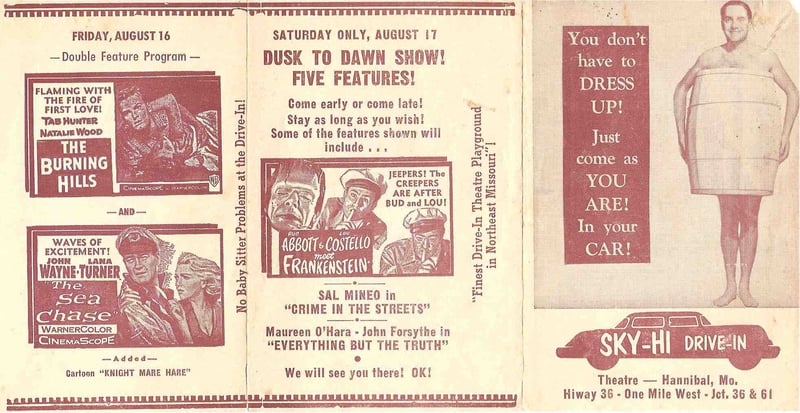 FRIDAY, AUGUST 16
—Double Feature Program—
FLAMING WITH
THE FIRE OF
FIRST LOVE!
TAB HUNTER
NATALIE WOOD
THE
BURNING
HILLS
CINEMASCOPE WARNERCOLOR
WB
—AND—
WAVES OF
EXCITEMENT!
JOHN LANA
WAYNE·TURNER
"The
Sea
Chase"
WARNERCOLOR
CINEMASCOPE
—Added—
Cartoon "KNIGHT MARE HARE"
No Baby Sitter Problems at the Drive-In!
SATURDAY ONLY, AUGUST 17
DUSK TO DAWN SHOW!
FIVE FEATURES!
Come early or come late!
Stay as long as you wish!
Some of the features shown will
include . . .
JEEPERS! The
CREEPERS
ARE AFTER
BUD and LOU!
BUD LOU
ABBOTT & COSTELLO
meet
FRANKENSTEIN
SAL MINEO in
"CRIME IN THE STREETS"
Maureen O'Hara - John Forsythe in
"EVERYTHING BUT THE TRUTH"
We will see you there! OK!
"Finest Drive-In Theatre Playground
in Northeast Missouri"!
You don't
have to
DRESS
UP!
Just
come as
YOU
ARE!
In your
CAR!
SKY-HI DRIVE-IN
Theatre — Hannibal, Mo.
Hiway 36 - One Mile West - Jct. 36 & 61